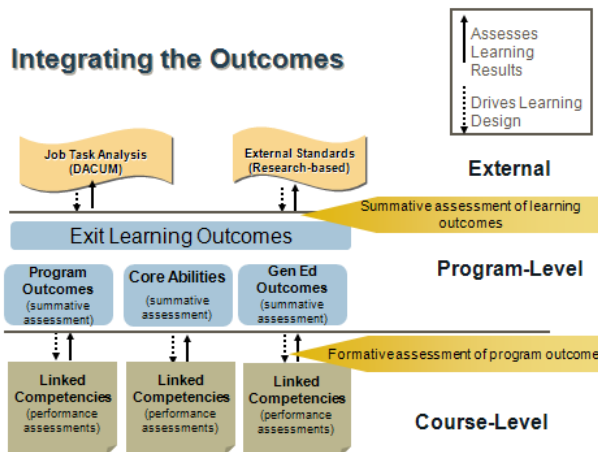 Integrating the Outcomes
Assesses
Learning
Results
Drives Learning
Design
Job Task Analysis
(DACUM)
External Standards
(Research-based)
External
Summative assessment of learning
outcomes
Exit Learning Outcomes
Program-Level
Program
Outcomes
(summative
assessment)
Core Abilities
(summative
assessment)
Gen Ed
Outcomes
(summative
assessment)
Formative assessment of program outcome
Linked
Competencies
(performance
assessments)
Linked
Competencies
(performance
assessments)
Linked
Competencies
(performance
assessments)
Course-Level